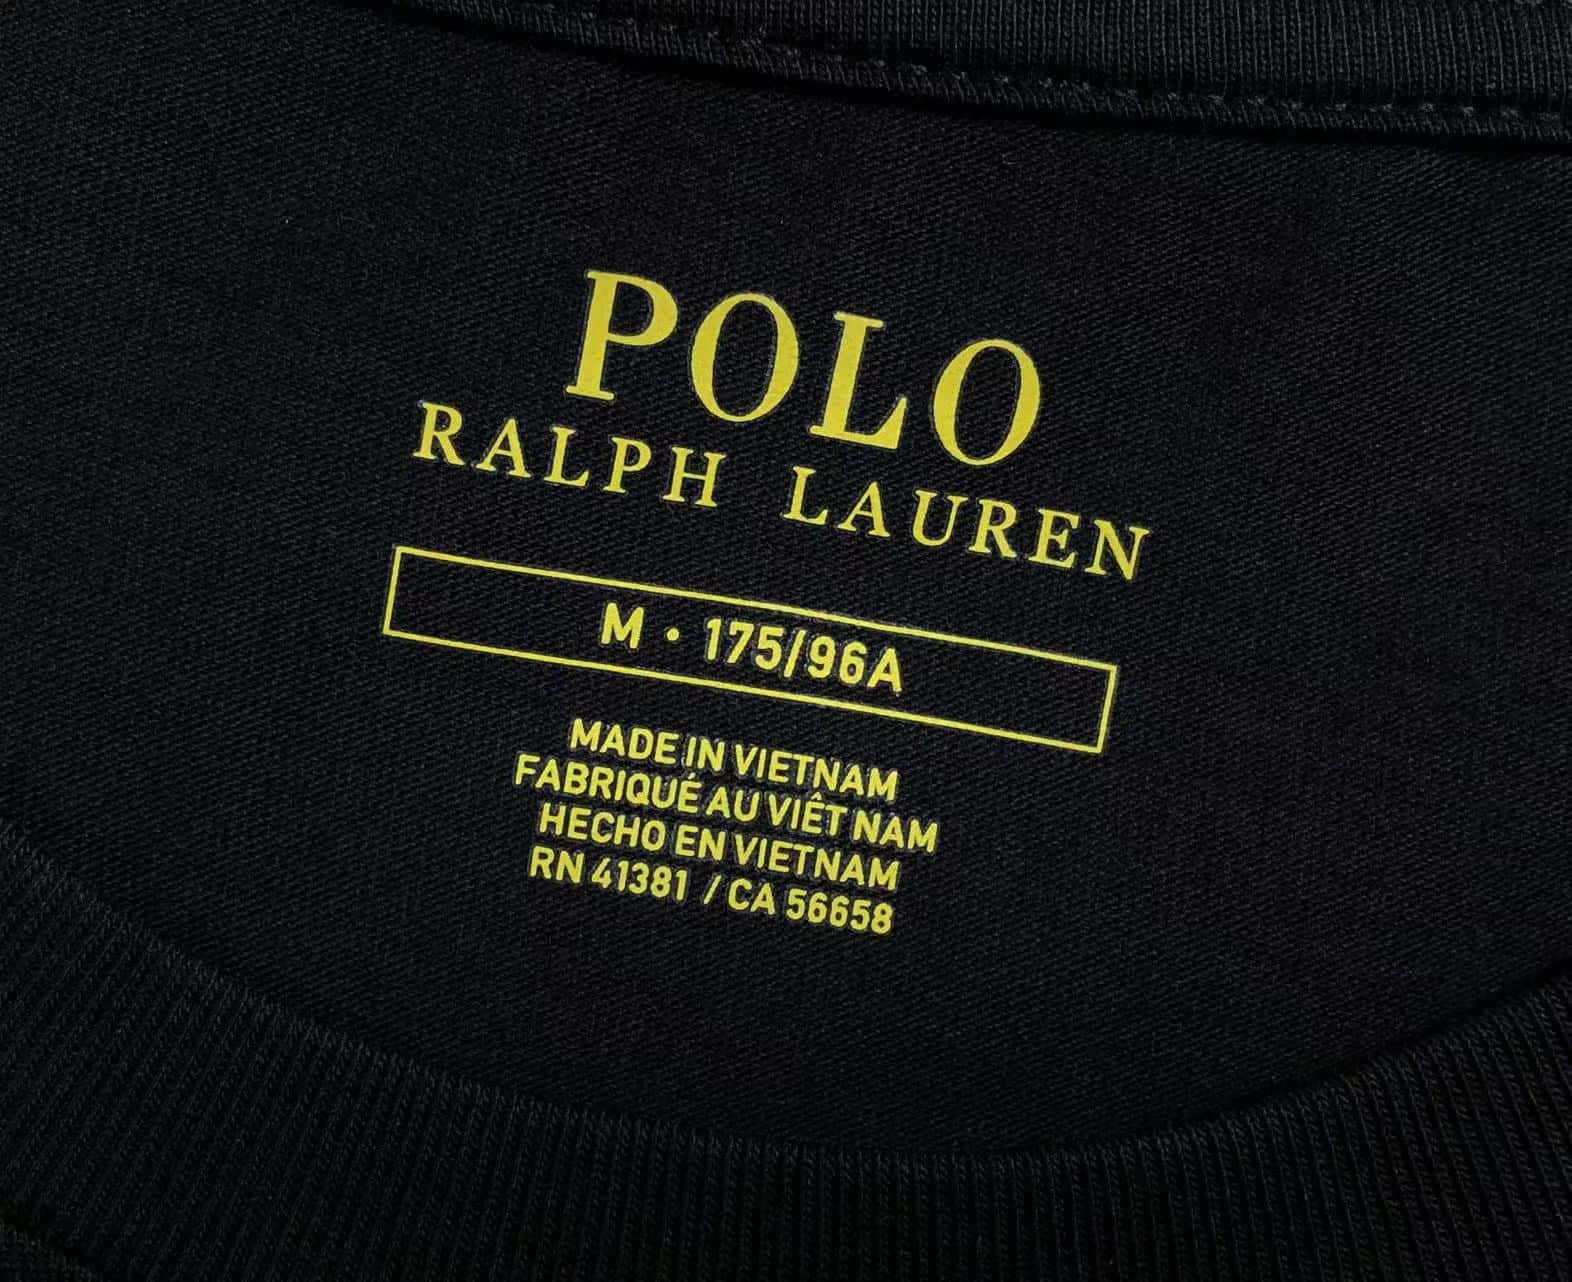 POLO
RALPH LAUREN
M • 175/96A
MADE IN VIETNAM
FABRIQUÉ AU VIÊT NAM
HECHO EN VIETNAM
RN 41381 / CA 56658